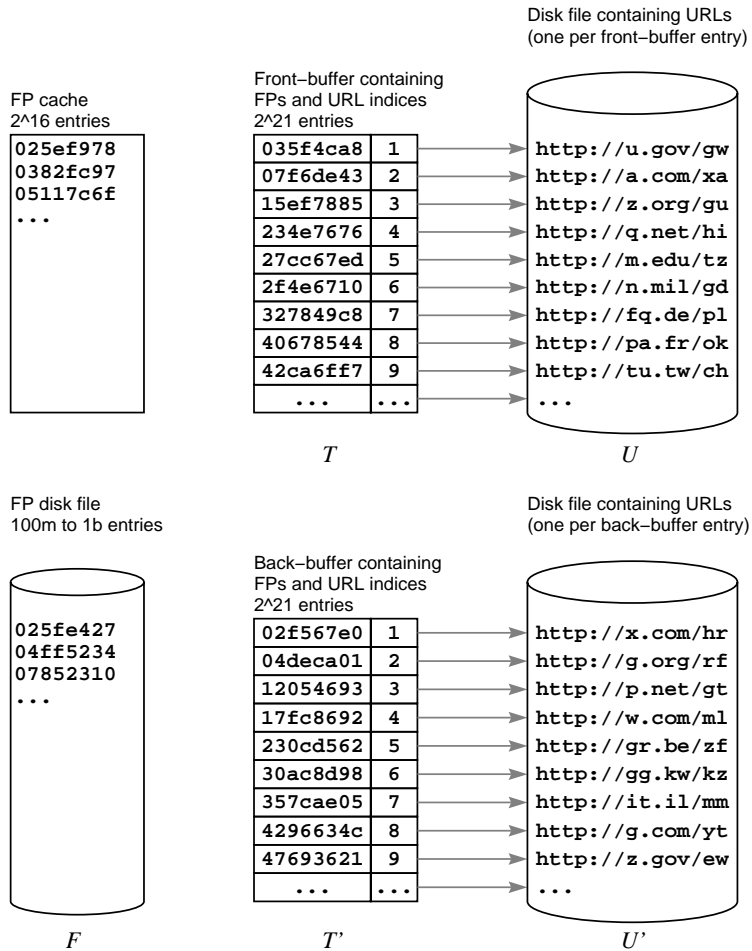 Disk file containing URLs
(one per front−buffer entry)
Front−buffer containing
FPs and URL indices
2^21 entries
FP cache
2^16 entries
025ef978
0382fc97
05117c6f
...
035f4ca8 1 http://u.gov/gw
07f6de43 2 http://a.com/xa
15ef7885 3 http://z.org/gu
234e7676 4 http://q.net/hi
27cc67ed 5 http://m.edu/tz
2f4e6710 6 http://n.mil/gd
327849c8 7 http://fq.de/pl
40678544 8 http://pa.fr/ok
42ca6ff7 9 http://tu.tw/ch
... ... ...
T U
FP disk file
100m to 1b entries
Disk file containing URLs
(one per back−buffer entry)
Back−buffer containing
FPs and URL indices
2^21 entries
025fe427
04ff5234
07852310
...
02f567e0 1 http://x.com/hr
04deca01 2 http://g.org/rf
12054693 3 http://p.net/gt
17fc8692 4 http://w.com/ml
230cd562 5 http://gr.be/zf
30ac8d98 6 http://gg.kw/kz
357cae05 7 http://it.il/mm
4296634c 8 http://g.com/yt
47693621 9 http://z.gov/ew
... ... ...
F T’ U’